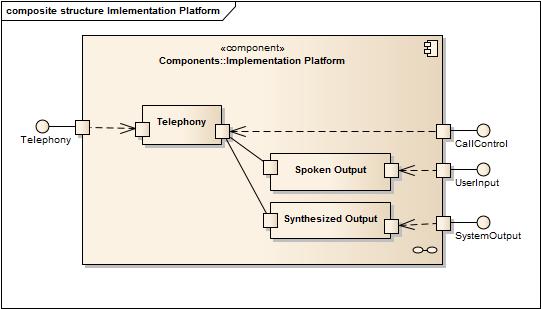 composite structure Imlementation Platform
«component»
Components::Implementation Platform
Telephony
Telephony
CallControl
Spoken Output
UserInput
Synthesized Output
SystemOutput